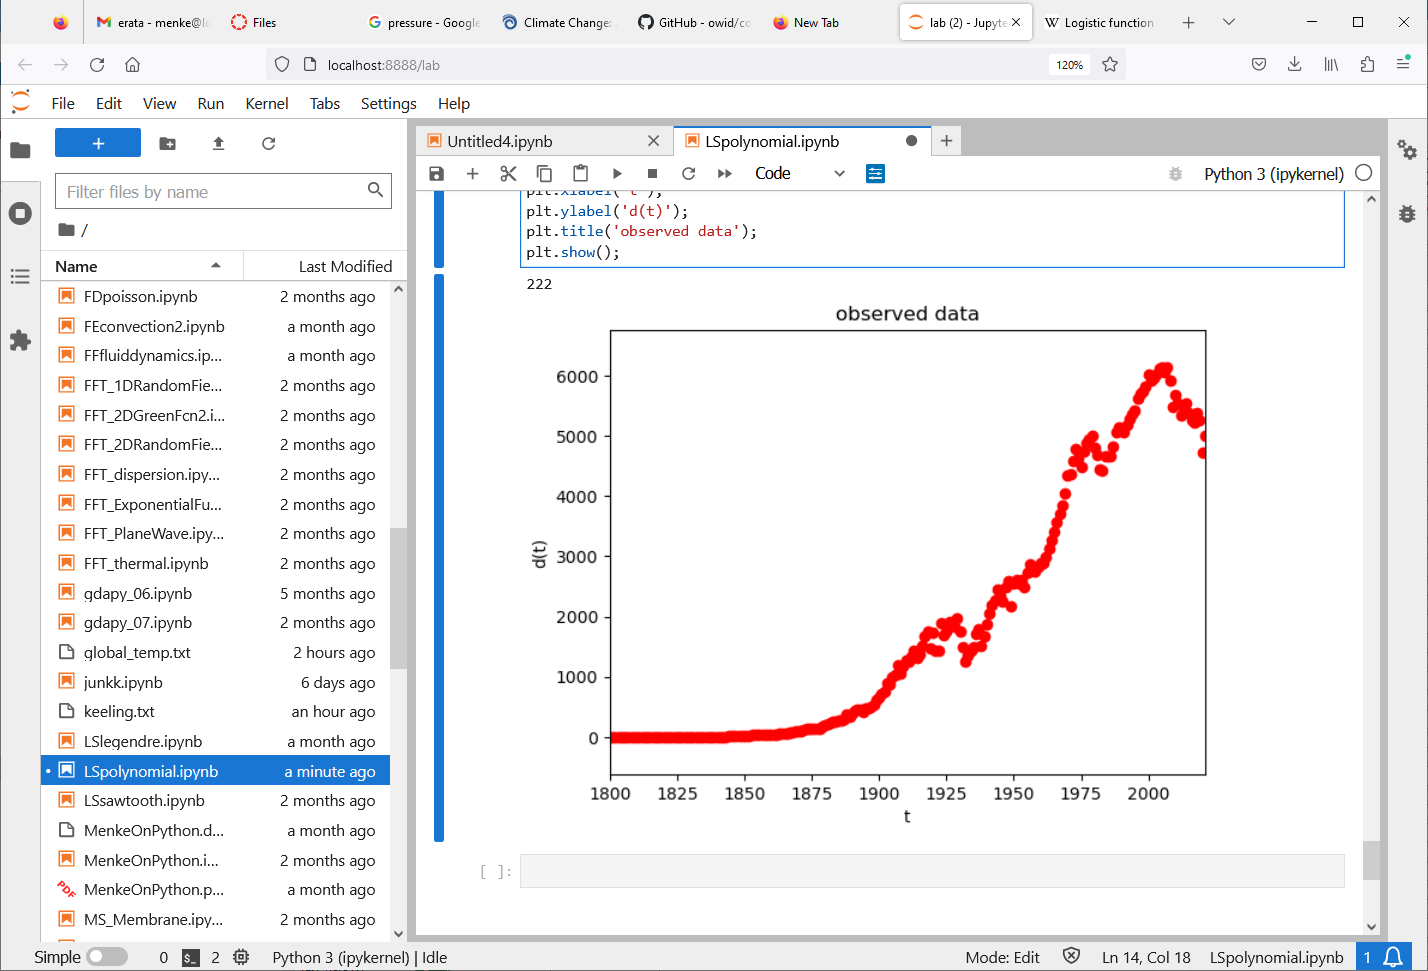 erata - menke@l
Files
pressure - Google
Climate Change:
GitHub - owid/co
New Tab
lab (2) - Jupyte
Logistic function
localhost:8888/lab
120%
File Edit View Run Kernel Tabs Settings Help
Untitled4.ipynb
LSpolynomial.ipynb
Code
Python 3 (ipykernel)
Filter files by name
/
Name Last Modified
FDpoisson.ipynb 2 months ago
FEconvection2.ipynb a month ago
FFfluiddynamics.ip... a month ago
FFT_1DRandomFie... 2 months ago
FFT_2DGreenFcn2.i... 2 months ago
FFT_2DRandomFie... 2 months ago
FFT_dispersion.ipy... 2 months ago
FFT_ExponentialFu... 2 months ago
FFT_PlaneWave.ipy... 2 months ago
FFT_thermal.ipynb 2 months ago
gdapy_06.ipynb 5 months ago
gdapy_07.ipynb 2 months ago
global_temp.txt 2 hours ago
junkk.ipynb 6 days ago
keeling.txt an hour ago
LSlegendre.ipynb a month ago
LSpolynomial.ipynb a minute ago
LSsawtooth.ipynb 2 months ago
MenkeOnPython.d... a month ago
MenkeOnPython.i... 2 months ago
PDF MenkeOnPython.p... a month ago
MS_Membrane.ipy... 2 months ago
plt.xlabel('t');
plt.ylabel('d(t)');
plt.title('observed data');
plt.show();
222
observed data
6000
5000
4000
3000
2000
1000
0
d(t)
1800 1825 1850 1875 1900 1925 1950 1975 2000
t
[ ]:
Simple 0 $_ 2 Python 3 (ipykernel) | Idle Mode: Edit Ln 14, Col 18 LSpolynomial.ipynb 1